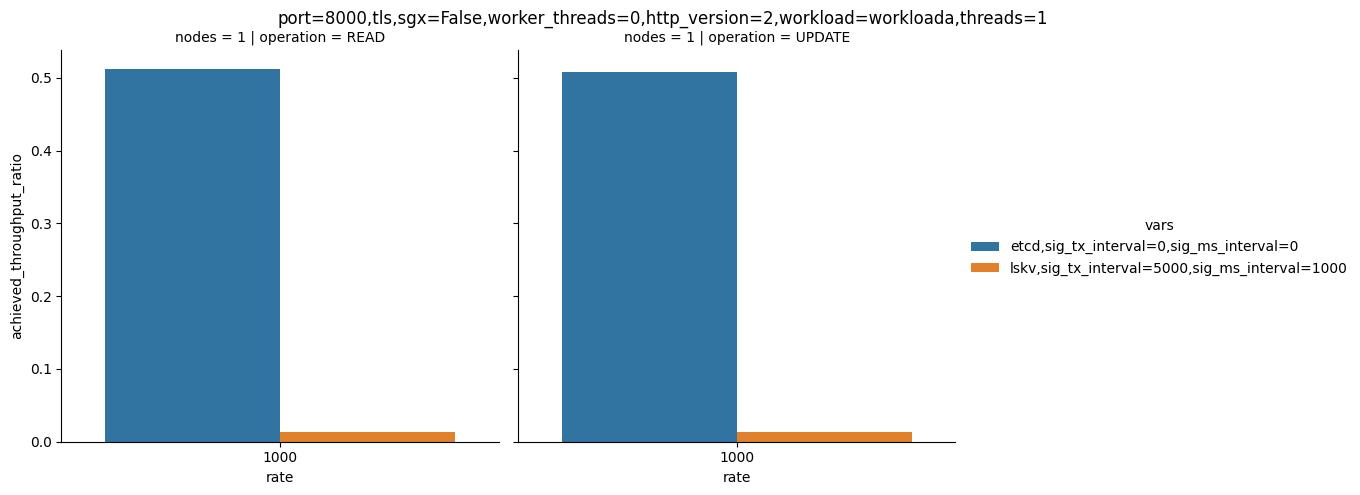 port=8000,tls,sgx=False,worker_threads=0,http_version=2,workload=workloada,threads=1
nodes = 1 | operation = READ
nodes = 1 | operation = UPDATE
achieved_throughput_ratio
0.5
0.4
0.3
0.2
0.1
0.0
1000
rate
1000
rate
vars
etcd,sig_tx_interval=0,sig_ms_interval=0
lskv,sig_tx_interval=5000,sig_ms_interval=1000